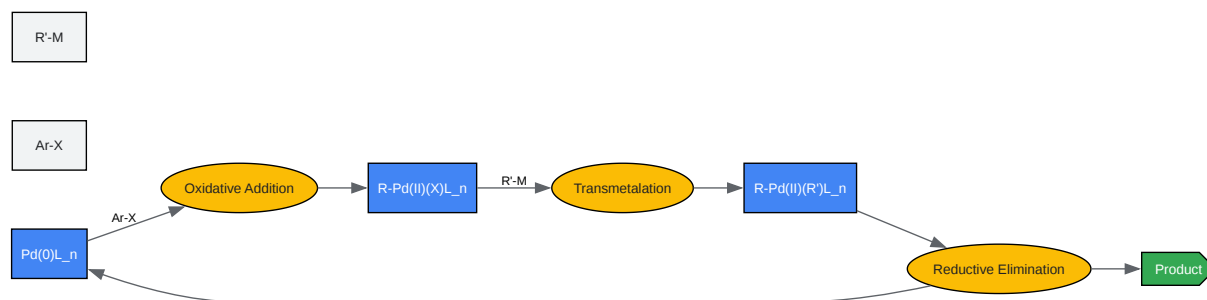 R'-M
Ar-X
Oxidative Addition
R-Pd(II)(X)L_n
R'-M
Transmetalation
R-Pd(II)(R')L_n
Ar-X
Pd(0)L_n
Reductive Elimination
Product